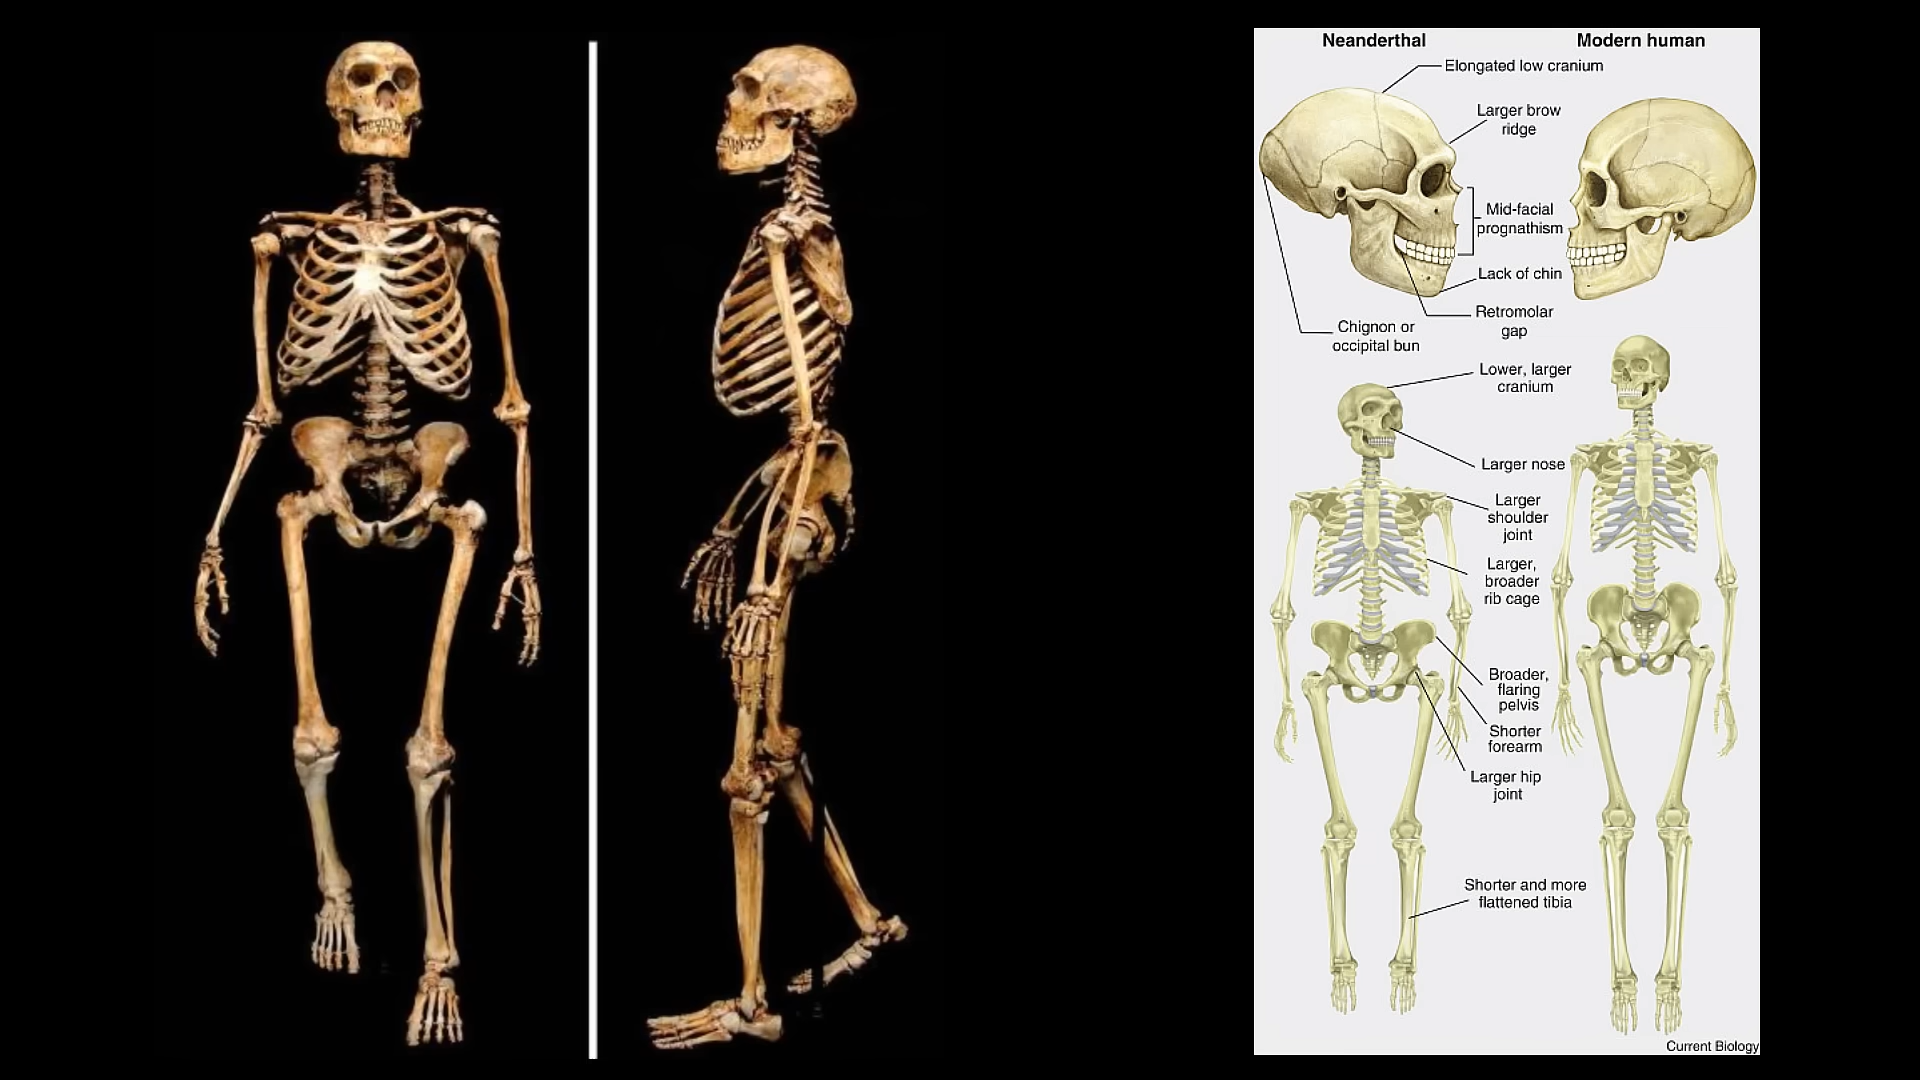 Neanderthal
Modern human
Elongated low cranium
Larger brow
ridge
Mid-facial
prognathism
Lack of chin
Retromolar
gap
Chignon or
occipital bun
Lower, larger
cranium
Larger nose
Larger
shoulder
joint
Larger,
broader
rib cage
Broader,
flaring
pelvis
Shorter
forearm
Larger hip
joint
Shorter and more
flattened tibia
Current Biology